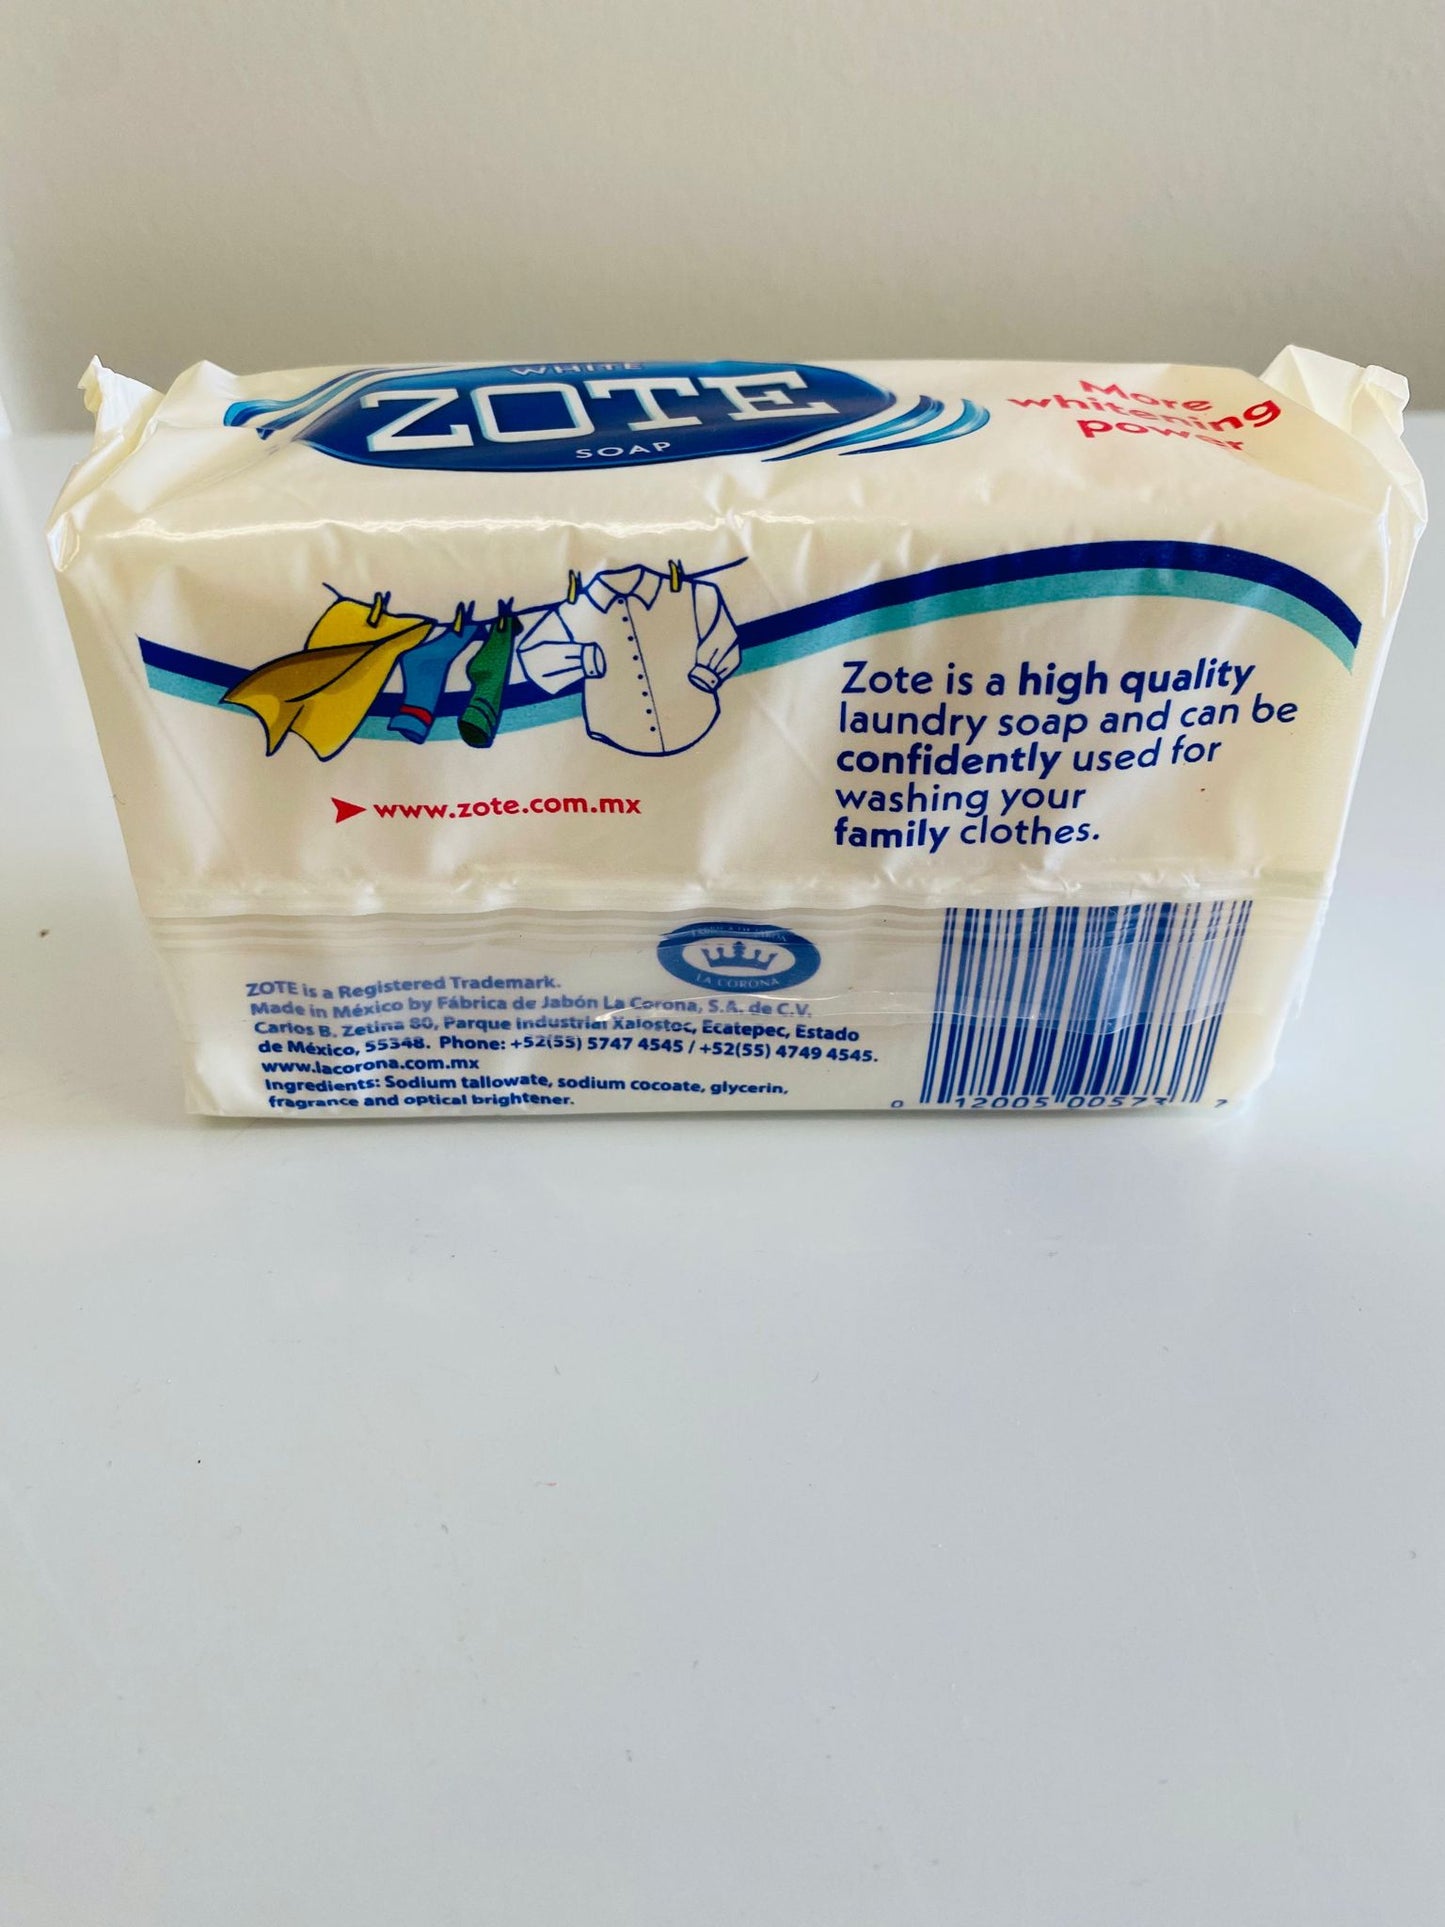 WHITE
ZOTE
SOAP
More
whitening
power
Zote is a high quality
laundry soap and can be
confidently used for
washing your
family clothes.
www.zote.com.mx
LA CORONA
ZOTE is a Registered Trademark.
Made in México by Fábrica de Jabón La Corona, S.A. de C.V.
Carlos B. Zetina 80, Parque Industrial Xalostoc, Ecatepec, Estado
de México, 55348. Phone: +52(55) 5747 4545 / +52(55) 4749 4545.
www.lacorona.com.mx
Ingredients: Sodium tallowate, sodium cocoate, glycerin,
fragrance and optical brightener.
0 12005 00573 7